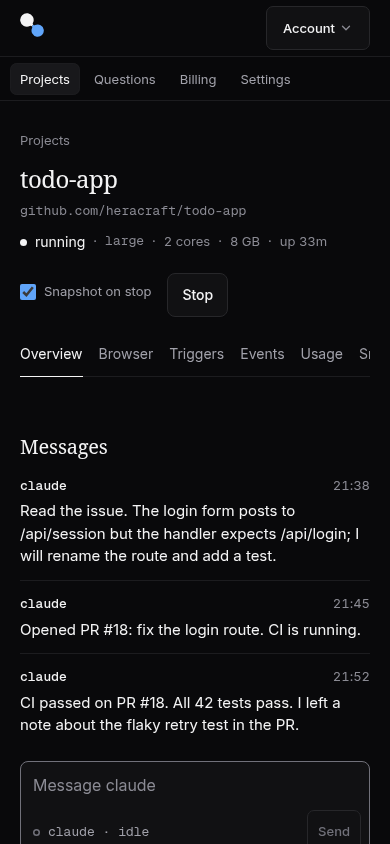 Account
Projects Questions Billing Settings
Projects
todo-app
github.com/heracraft/todo-app
running · large · 2 cores · 8 GB · up 33m
Snapshot on stop Stop
Overview Browser Triggers Events Usage
Messages
claude 21:38
Read the issue. The login form posts to
/api/session but the handler expects /api/login; I
will rename the route and add a test.
claude 21:45
Opened PR #18: fix the login route. CI is running.
claude 21:52
CI passed on PR #18. All 42 tests pass. I left a
note about the flaky retry test in the PR.
Message claude
claude · idle Send